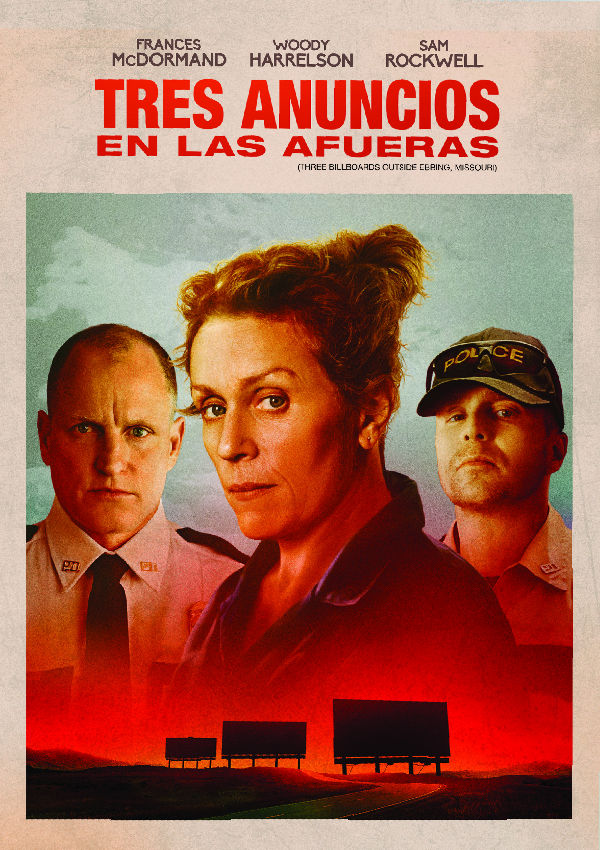 FRANCES WOODY SAM
McDORMAND HARRELSON ROCKWELL
TRES ANUNCIOS
EN LAS AFUERAS
(THREE BILLBOARDS OUTSIDE EBBING, MISSOURI)
POLICE